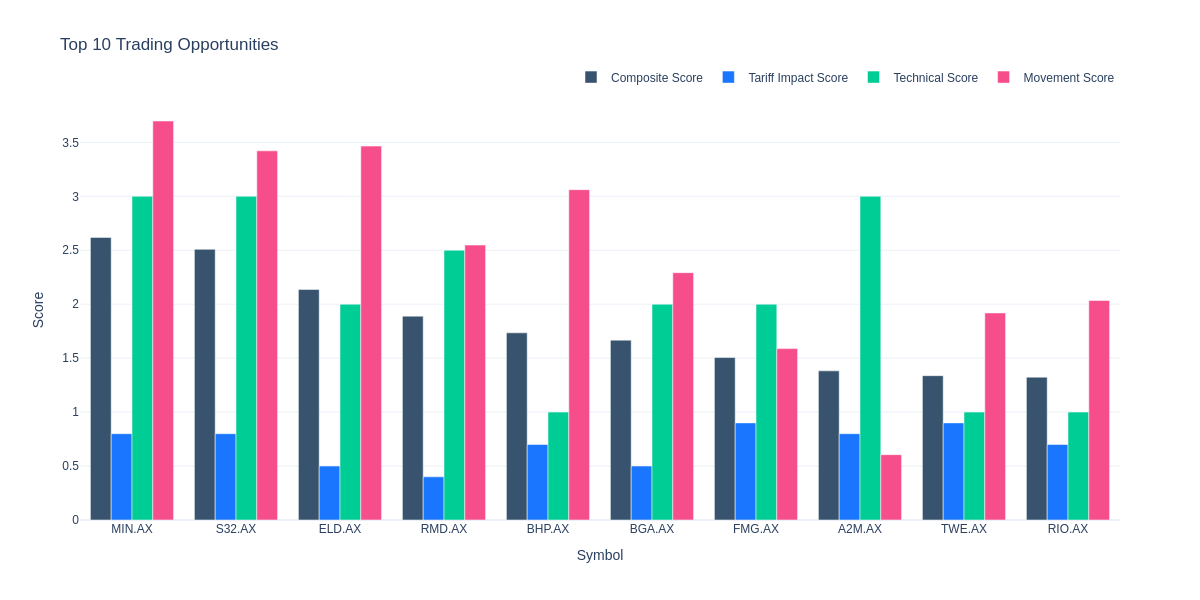 Top 10 Trading Opportunities
Composite Score Tariff Impact Score Technical Score Movement Score
3.5
3
2.5
2
1.5
1
0.5
0
Score
MIN.AX S32.AX ELD.AX RMD.AX BHP.AX BGA.AX FMG.AX A2M.AX TWE.AX RIO.AX
Symbol